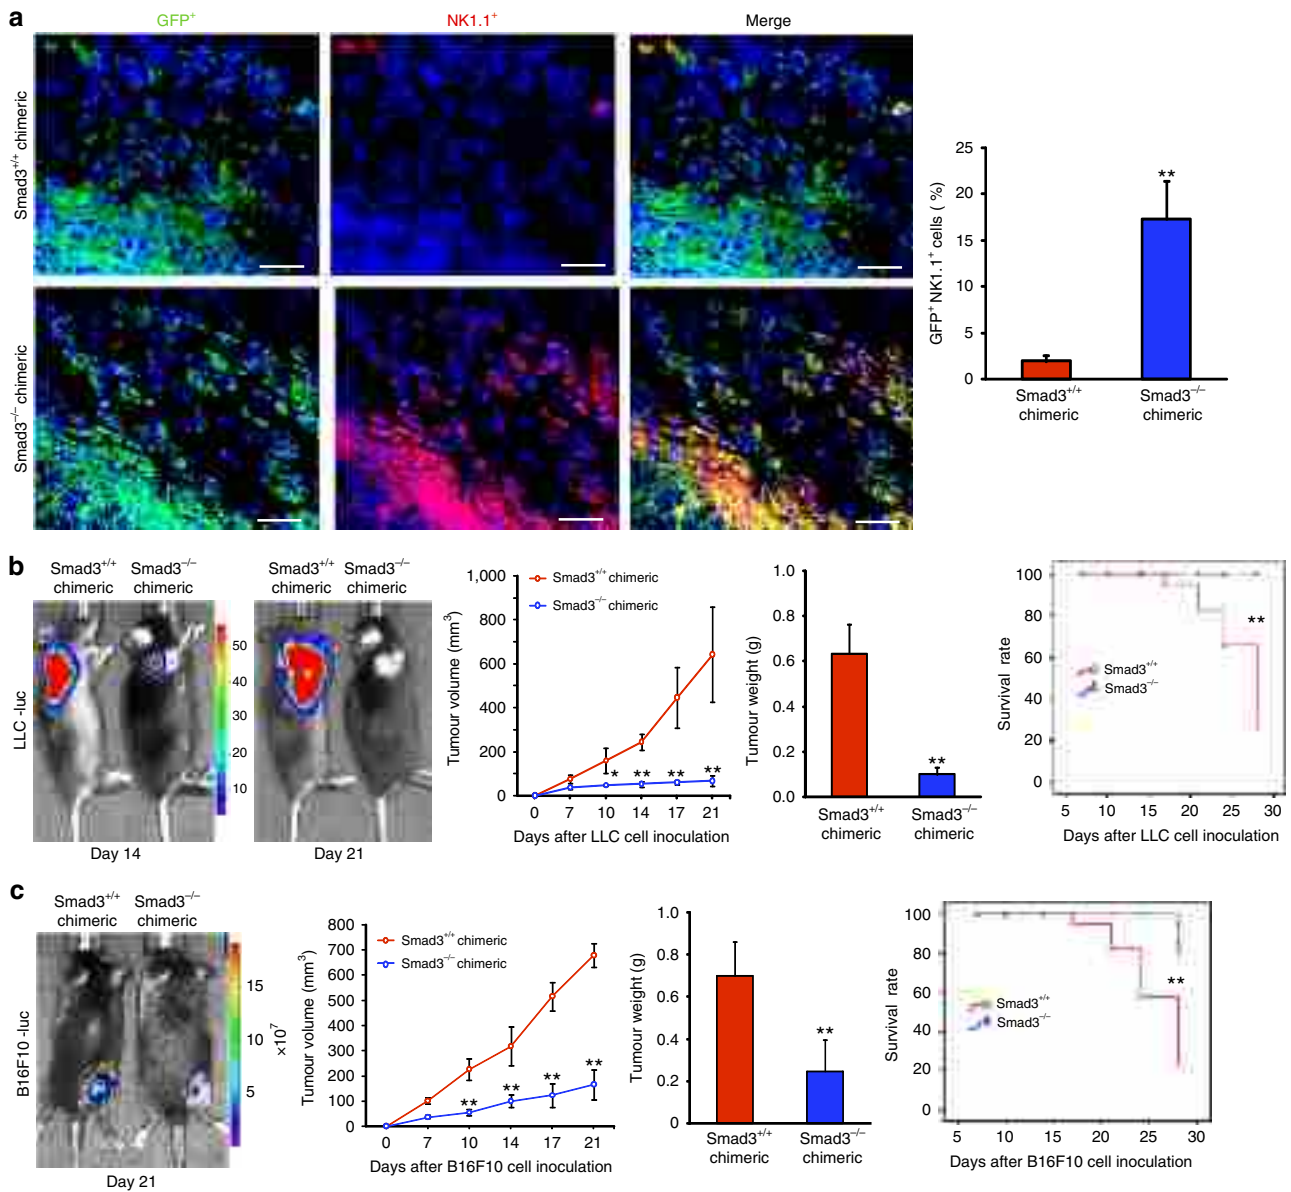 a
GFP⁺ NK1.1⁺ Merge
Smad3⁺/⁺ chimeric
Smad3⁻/⁻ chimeric
GFP⁺ NK1.1⁺ cells ( %)
25
20
15
10
5
0
Smad3⁺/⁺ chimeric
Smad3⁻/⁻ chimeric
**
b
Smad3⁺/⁺ chimeric
Smad3⁻/⁻ chimeric
Smad3⁺/⁺ chimeric
Smad3⁻/⁻ chimeric
LLC -luc
50
40
30
20
10
Day 14
Day 21
Tumour volume (mm³)
1,000
800
600
400
200
0
Smad3⁺/⁺ chimeric
Smad3⁻/⁻ chimeric
* ** ** **
0 7 10 14 17 21
Days after LLC cell inoculation
Tumour weight (g)
1.0
0.8
0.6
0.4
0.2
0.0
**
Smad3⁺/⁺ chimeric
Smad3⁻/⁻ chimeric
Survival rate
100
80
60
40
20
0
**
Smad3⁺/⁺
Smad3⁻/⁻
5 10 15 20 25 30
Days after LLC cell inoculation
c
Smad3⁺/⁺ chimeric
Smad3⁻/⁻ chimeric
B16F10 -luc
15
10
5
×10⁷
Day 21
Tumour volume (mm³)
800
700
600
500
400
300
200
100
0
Smad3⁺/⁺ chimeric
Smad3⁻/⁻ chimeric
** ** ** **
0 7 10 14 17 21
Days after B16F10 cell inoculation
Tumour weight (g)
1.0
0.8
0.6
0.4
0.2
0
**
Smad3⁺/⁺ chimeric
Smad3⁻/⁻ chimeric
Survival rate
100
80
60
40
20
0
**
Smad3⁺/⁺
Smad3⁻/⁻
5 10 15 20 25 30
Days after B16F10 cell inoculation